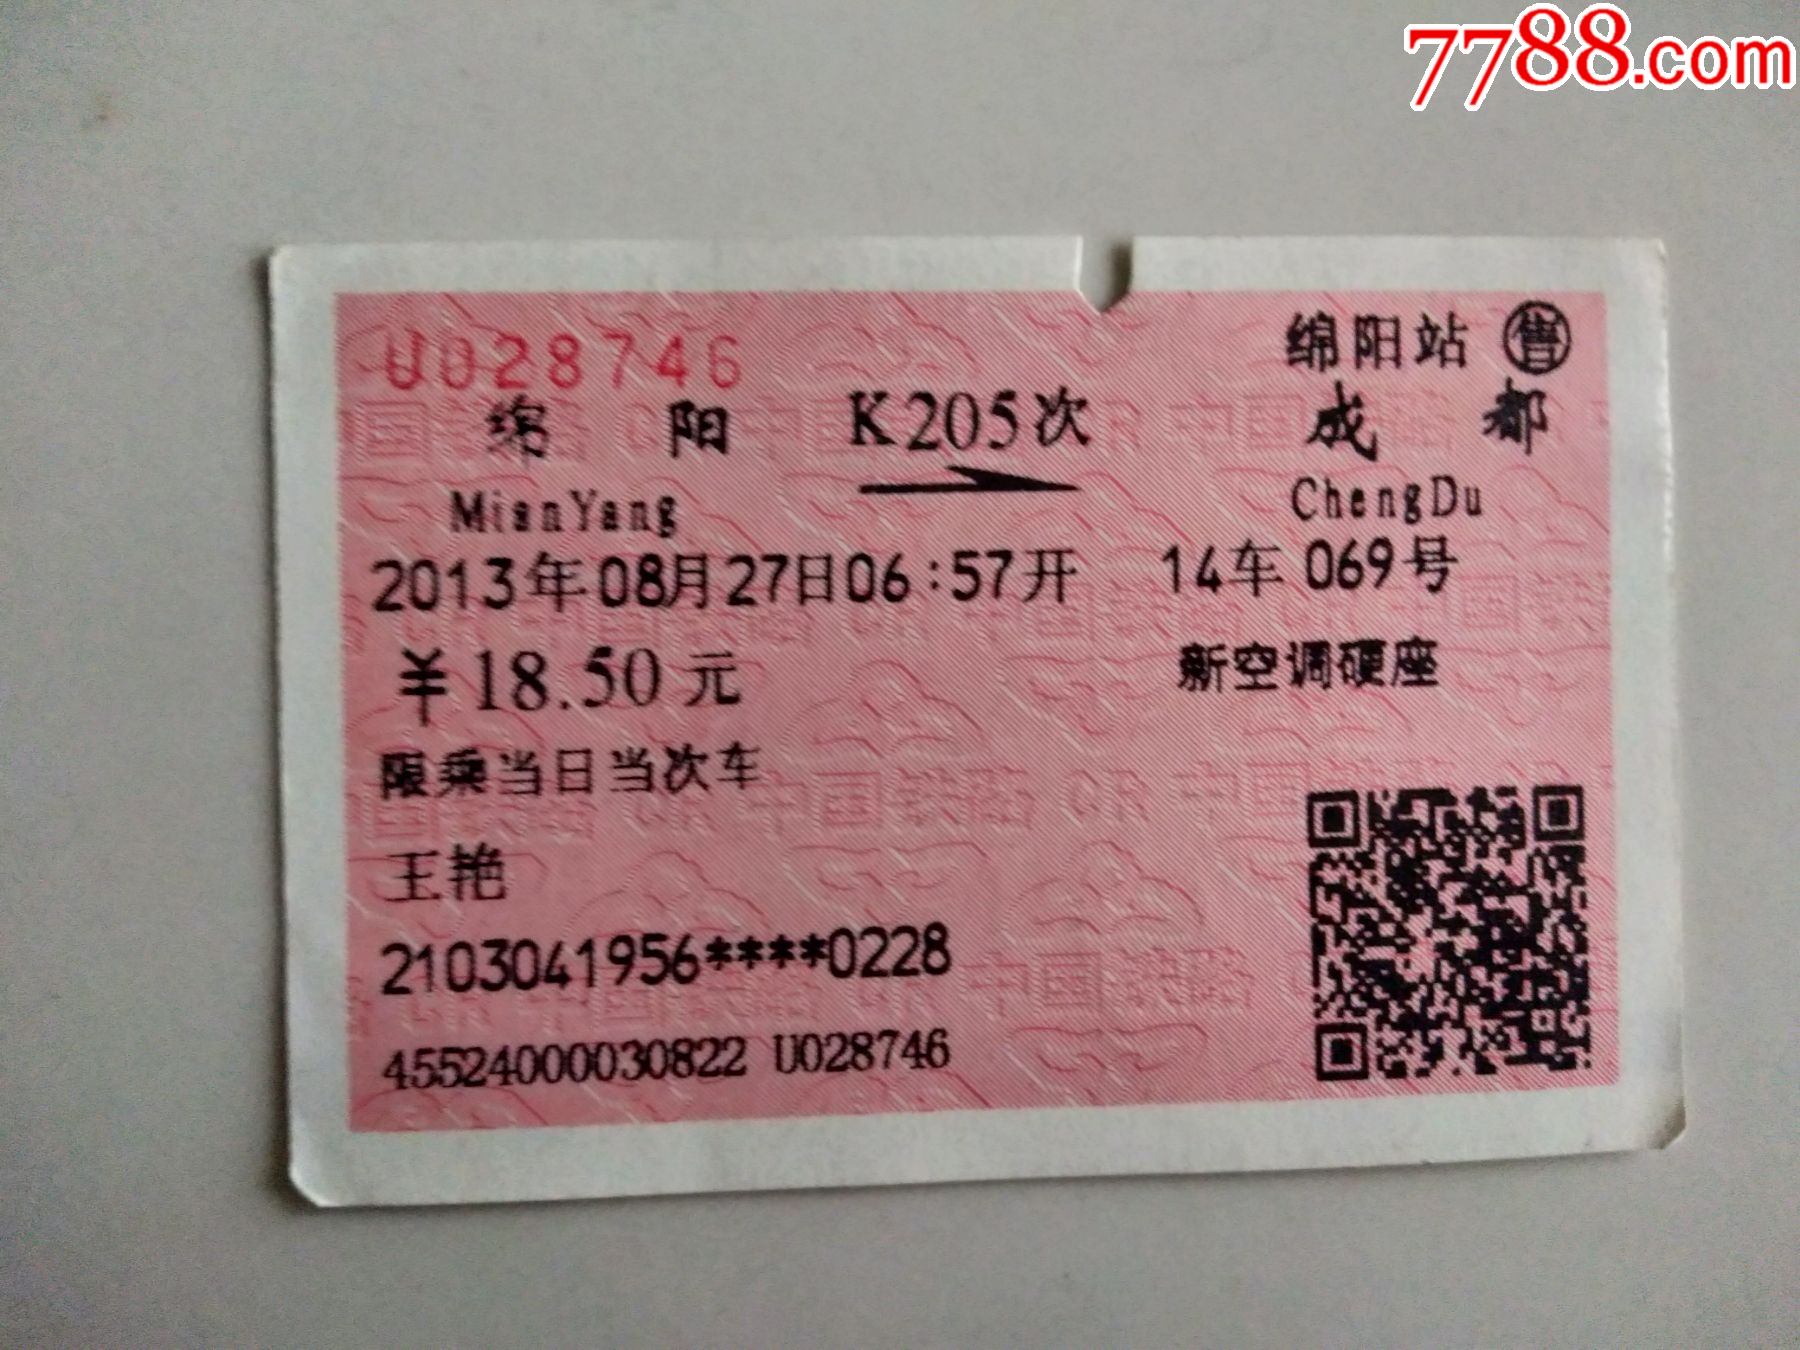 7788.com
U028746
绵阳站 售
绵阳 K205次 成都
MianYang ChengDu
2013年08月27日06:57开 14车 069号
￥18.50元 新空调硬座
限乘当日当次车
王艳
2103041956****0228
45524000030822 U028746